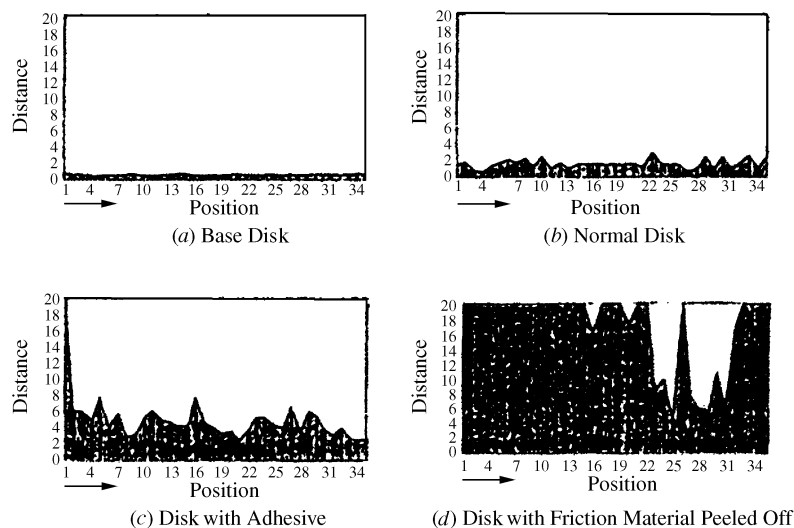 20
18
16
14
12
10
8
6
4
2
0
Distance
1 4 7 10 13 16 19 22 25 28 31 34
Position
(a) Base Disk
20
18
16
14
12
10
8
6
4
2
0
Distance
1 4 7 10 13 16 19 22 25 28 31 34
Position
(b) Normal Disk
20
18
16
14
12
10
8
6
4
2
0
Distance
1 4 7 10 13 16 19 22 25 28 31 34
Position
(c) Disk with Adhesive
20
18
16
14
12
10
8
6
4
2
0
Distance
1 4 7 10 13 16 19 22 25 28 31 34
Position
(d) Disk with Friction Material Peeled Off